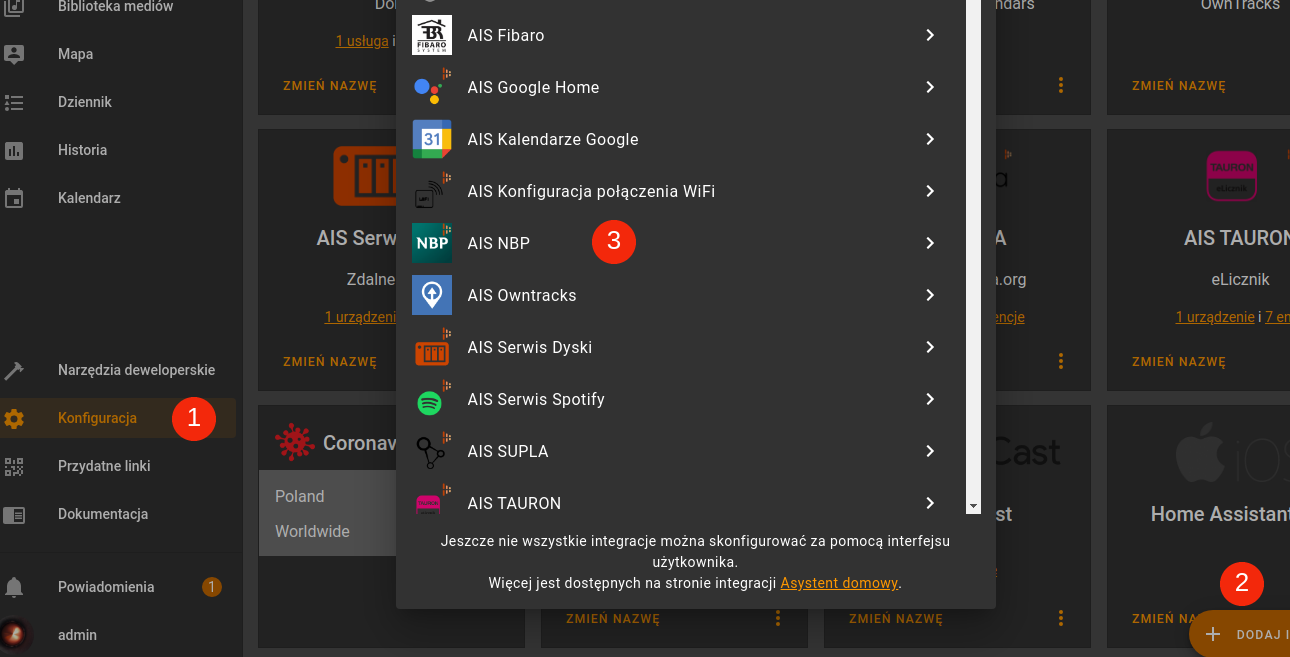 Biblioteka mediów
Mapa
Dziennik
Historia
Kalendarz
Narzędzia deweloperskie
Konfiguracja
1
Przydatne linki
Dokumentacja
Powiadomienia
1
admin
1 usługa i
ZMIEŃ NAZWĘ
AIS Serw
Zdalne
1 urządzeni
ZMIEŃ NAZWĘ
Coronav
Poland
Worldwide
FIBARO
SYSTEM
AIS Fibaro
AIS Google Home
31
AIS Kalendarze Google
AIS Konfiguracja połączenia WiFi
NBP
AIS NBP
3
AIS Owntracks
AIS Serwis Dyski
AIS Serwis Spotify
AIS SUPLA
AIS TAURON
Jeszcze nie wszystkie integracje można skonfigurować za pomocą interfejsu
użytkownika.
Więcej jest dostępnych na stronie integracji Asystent domowy.
ZMIEŃ NAZWĘ
ndars
a
A
a.org
encje
Cast
st
ZMIEŃ NAZWĘ
OwnTracks
ZMIEŃ NAZWĘ
TAURON
eLicznik
AIS TAURON
eLicznik
1 urządzenie i 7 en
ZMIEŃ NAZWĘ
iOS
Home Assistant
2
ZMIEŃ NA
DODAJ I